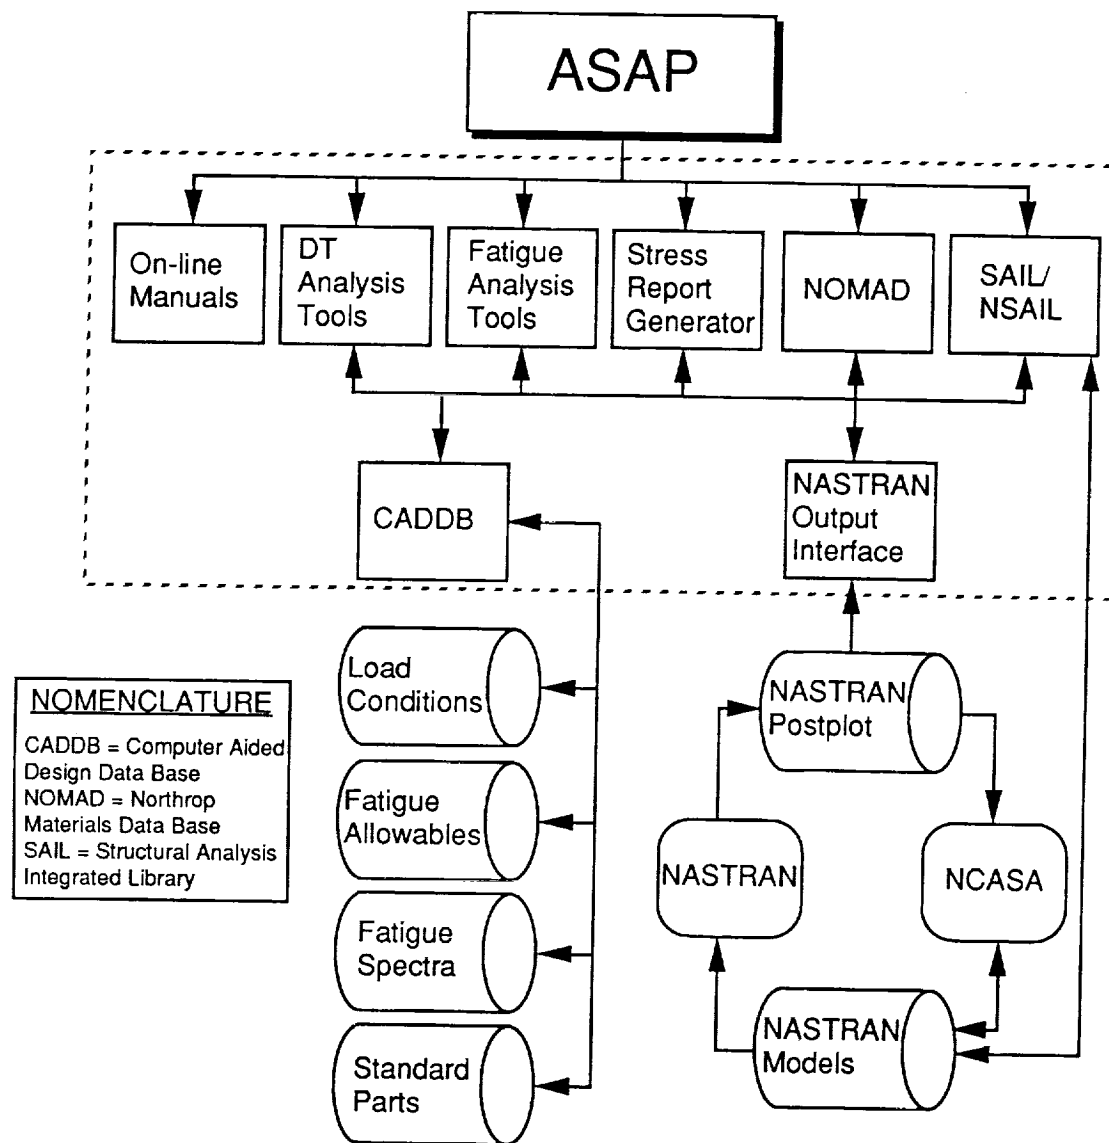 ASAP
On-line
Manuals
DT
Analysis
Tools
Fatigue
Analysis
Tools
Stress
Report
Generator
NOMAD
SAIL/
NSAIL
CADDB
NASTRAN
Output
Interface
Load
Conditions
Fatigue
Allowables
Fatigue
Spectra
Standard
Parts
NASTRAN
Postplot
NASTRAN
NCASA
NASTRAN
Models
NOMENCLATURE
CADDB = Computer Aided
Design Data Base
NOMAD = Northrop
Materials Data Base
SAIL = Structural Analysis
Integrated Library